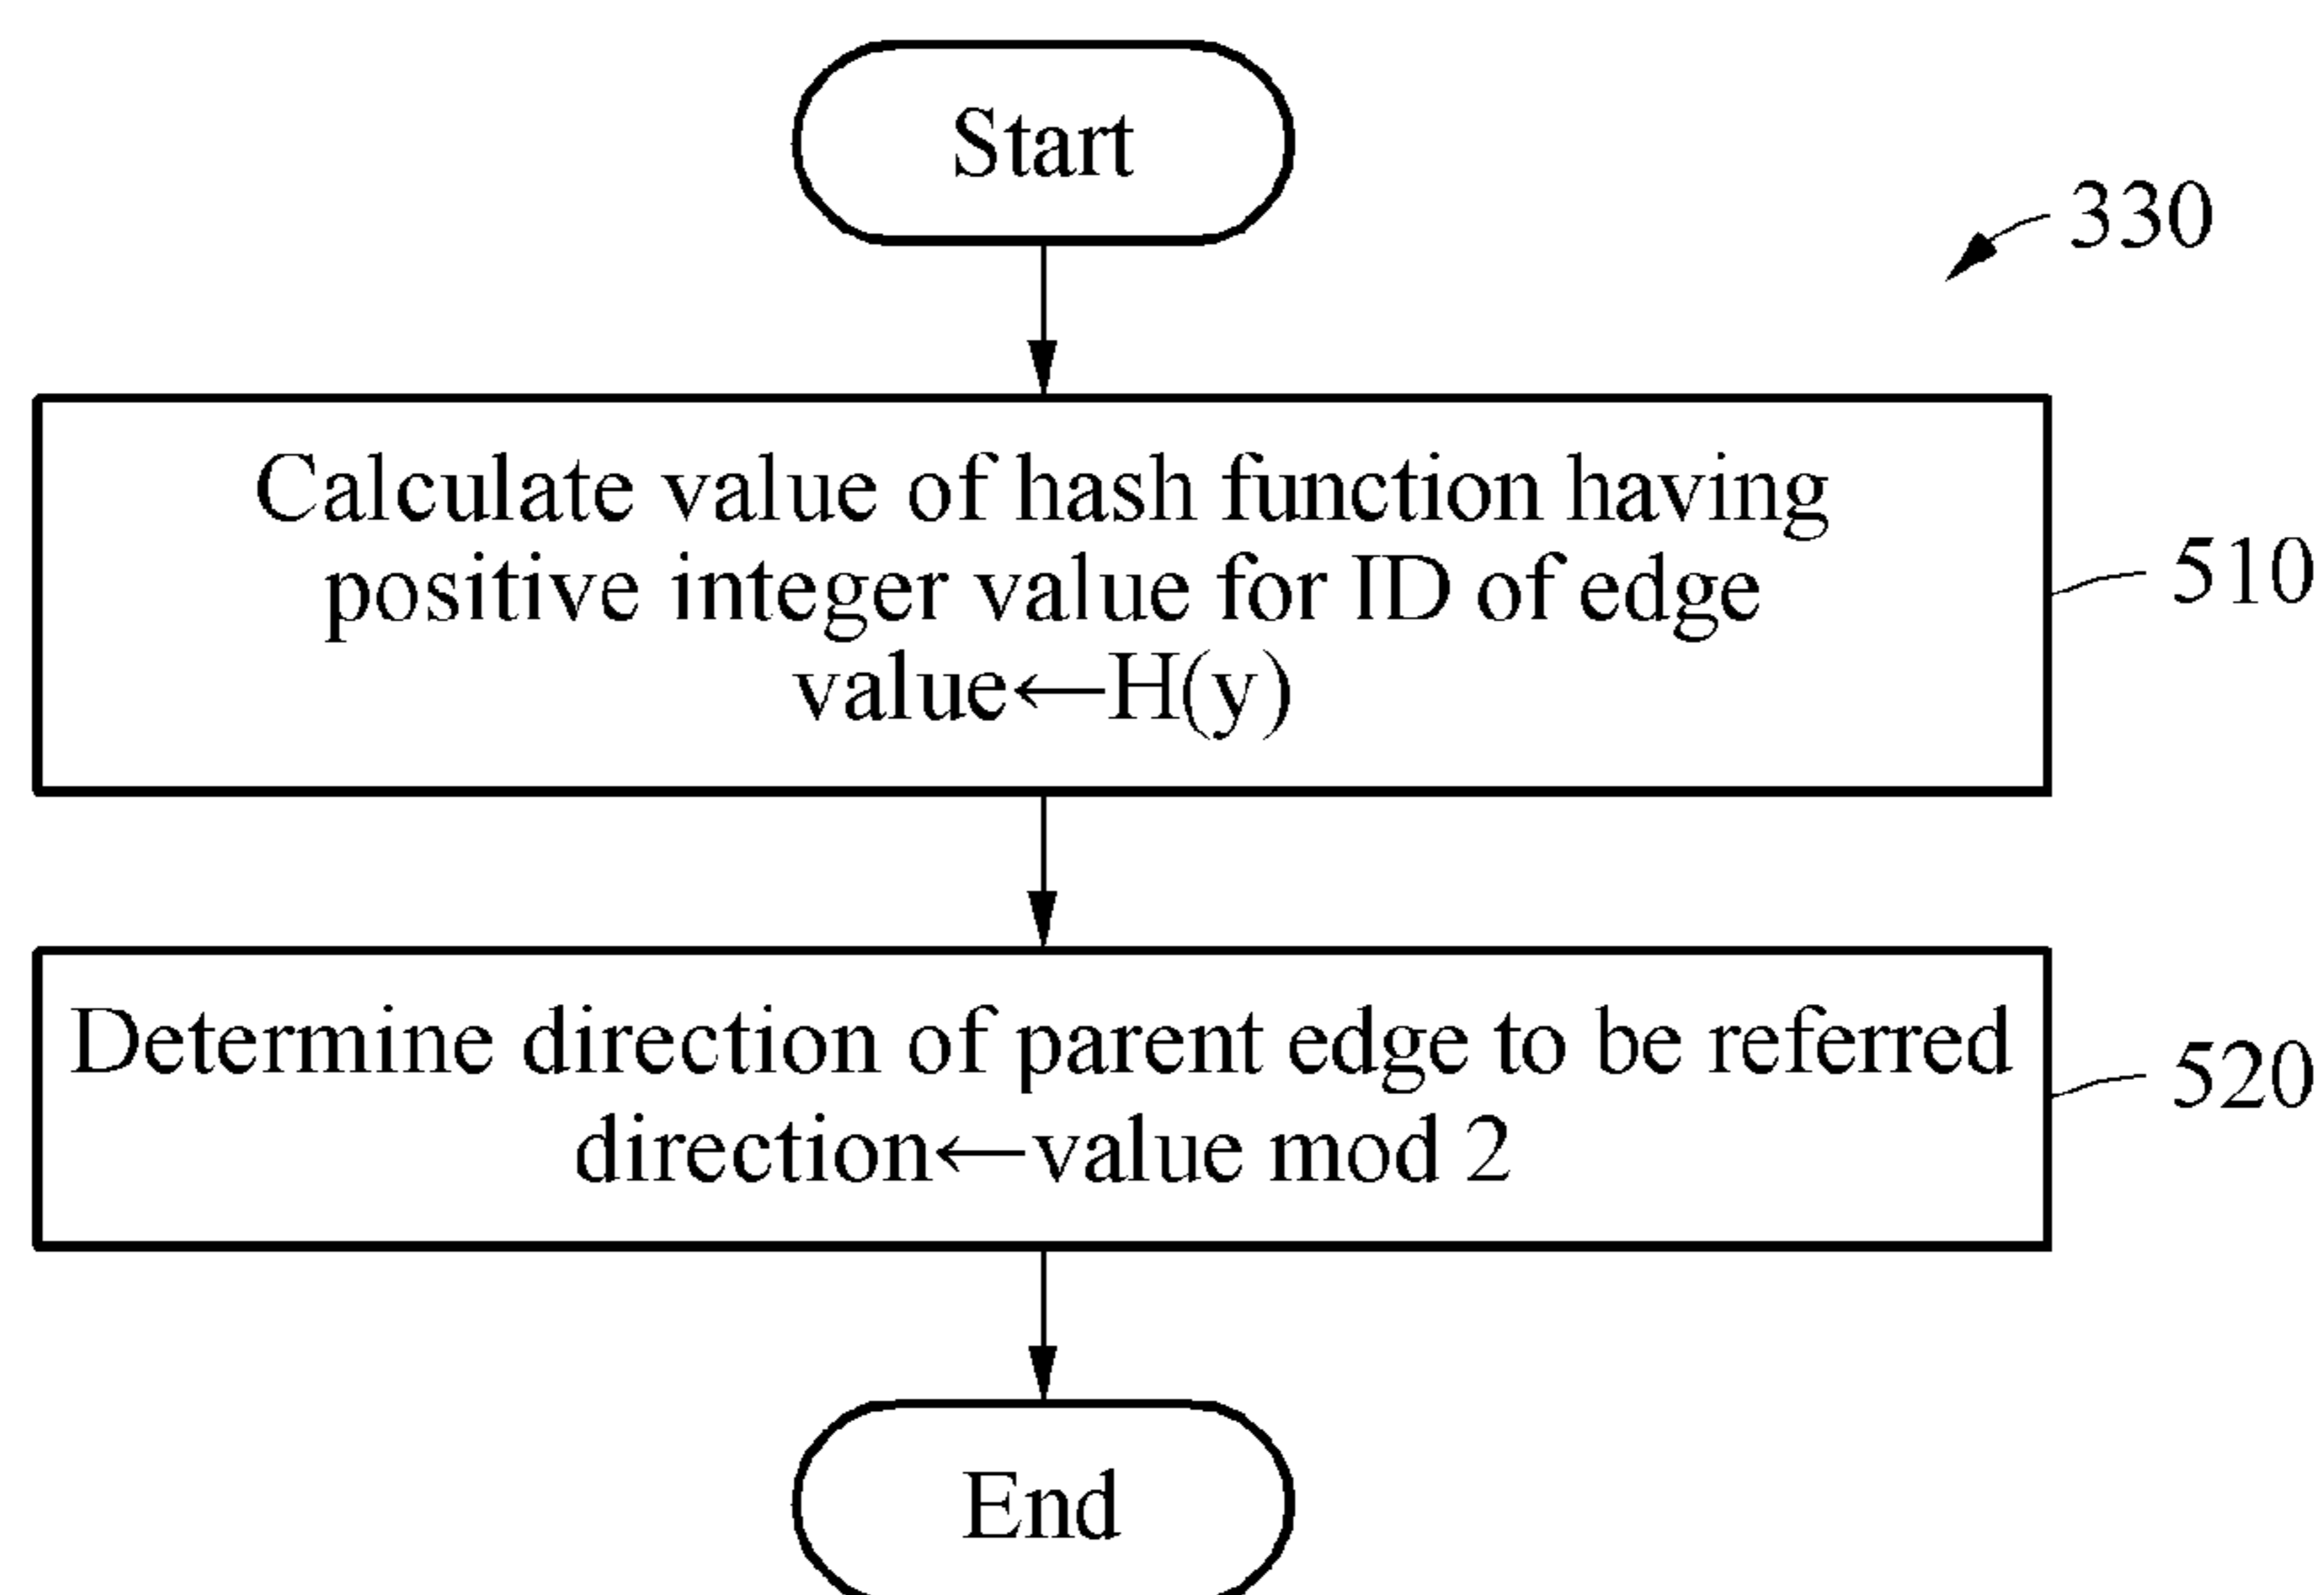 Start
330
Calculate value of hash function having
positive integer value for ID of edge
value←H(y)
510
Determine direction of parent edge to be referred
direction←value mod 2
520
End